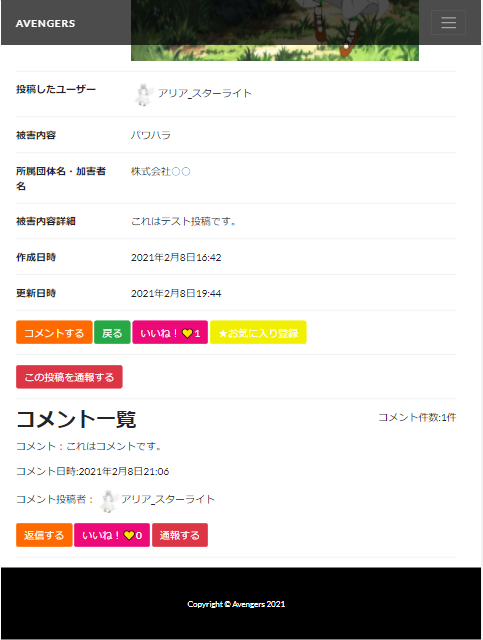 AVENGERS
投稿したユーザー
アリア_スターライト
被害内容
パワハラ
所属団体名・加害者
名
株式会社○○
被害内容詳細
これはテスト投稿です。
作成日時
2021年2月8日16:42
更新日時
2021年2月8日19:44
コメントする 戻る いいね！💛1 ★お気に入り登録
この投稿を通報する
コメント一覧
コメント件数:1件
コメント：これはコメントです。
コメント日時:2021年2月8日21:06
コメント投稿者： アリア_スターライト
返信する いいね！💛0 通報する
Copyright © Avengers 2021